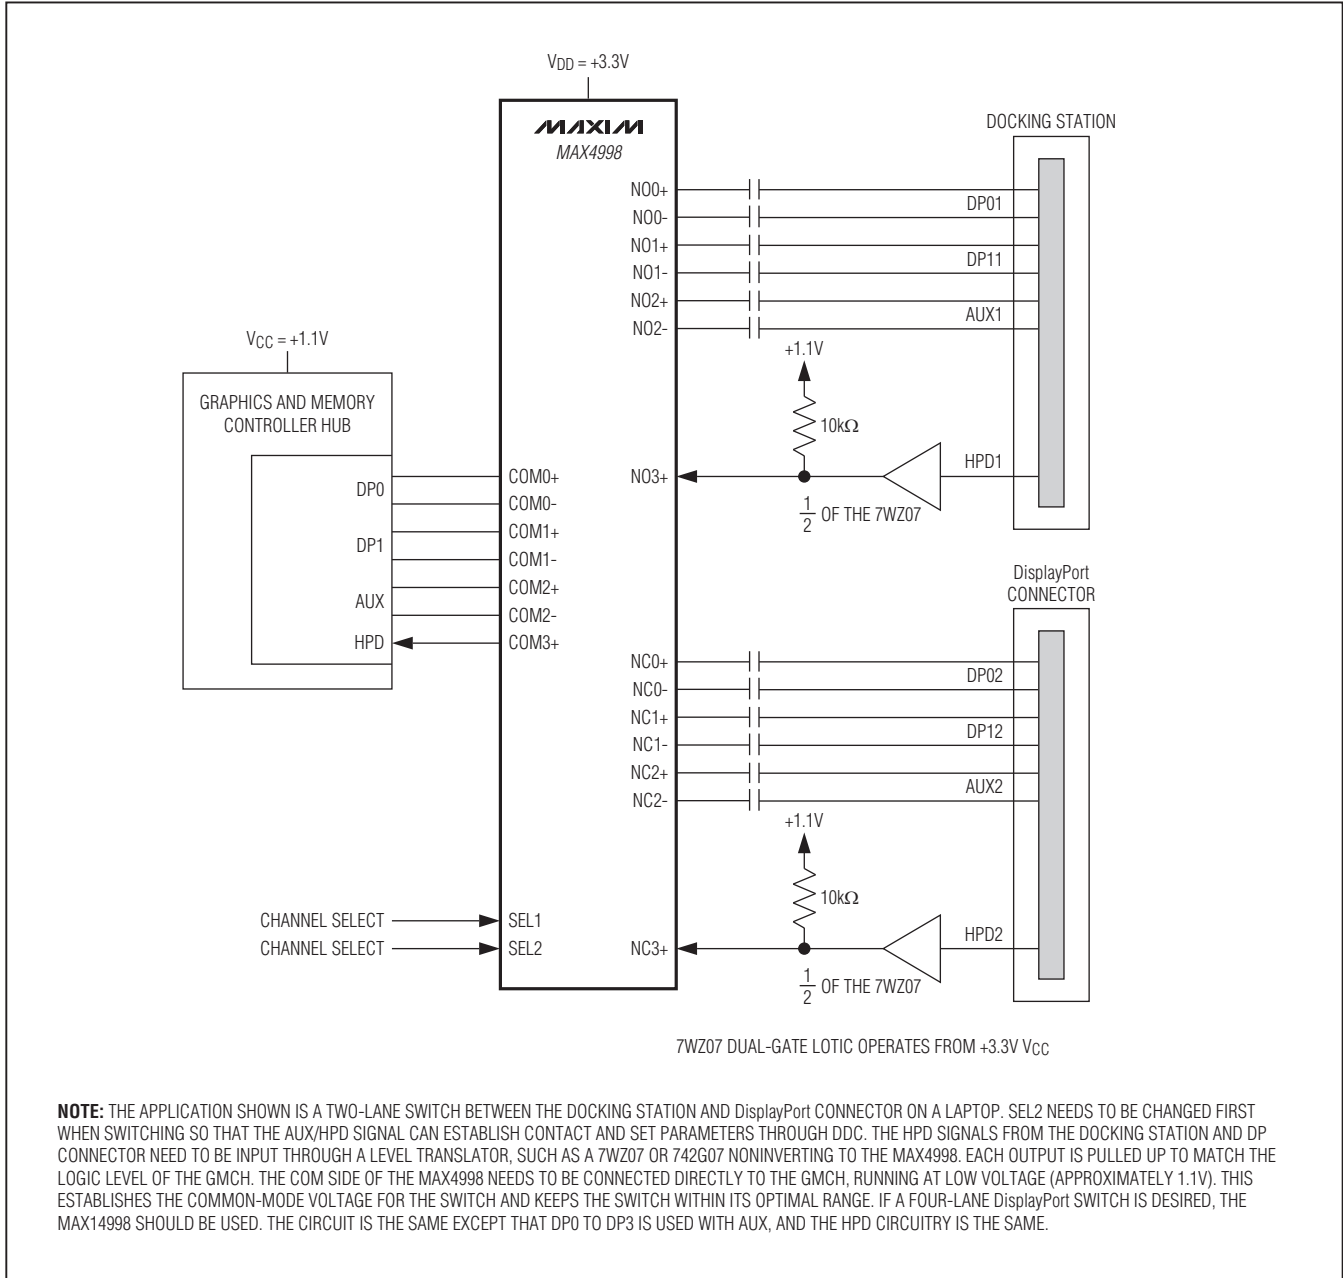 VDD = +3.3V
MAXIM
MAX4998
DOCKING STATION
NO0+
NO0-
NO1+
NO1-
NO2+
NO2-
DP01
DP11
AUX1
+1.1V
10kΩ
NO3+
HPD1
1/2 OF THE 7WZ07
VCC = +1.1V
GRAPHICS AND MEMORY
CONTROLLER HUB
DP0
DP1
AUX
HPD
COM0+
COM0-
COM1+
COM1-
COM2+
COM2-
COM3+
DisplayPort
CONNECTOR
NC0+
NC0-
NC1+
NC1-
NC2+
NC2-
DP02
DP12
AUX2
+1.1V
10kΩ
CHANNEL SELECT
CHANNEL SELECT
SEL1
SEL2
NC3+
HPD2
1/2 OF THE 7WZ07
7WZ07 DUAL-GATE LOTIC OPERATES FROM +3.3V VCC
NOTE: THE APPLICATION SHOWN IS A TWO-LANE SWITCH BETWEEN THE DOCKING STATION AND DisplayPort CONNECTOR ON A LAPTOP. SEL2 NEEDS TO BE CHANGED FIRST
WHEN SWITCHING SO THAT THE AUX/HPD SIGNAL CAN ESTABLISH CONTACT AND SET PARAMETERS THROUGH DDC. THE HPD SIGNALS FROM THE DOCKING STATION AND DP
CONNECTOR NEED TO BE INPUT THROUGH A LEVEL TRANSLATOR, SUCH AS A 7WZ07 OR 742G07 NONINVERTING TO THE MAX4998. EACH OUTPUT IS PULLED UP TO MATCH THE
LOGIC LEVEL OF THE GMCH. THE COM SIDE OF THE MAX4998 NEEDS TO BE CONNECTED DIRECTLY TO THE GMCH, RUNNING AT LOW VOLTAGE (APPROXIMATELY 1.1V). THIS
ESTABLISHES THE COMMON-MODE VOLTAGE FOR THE SWITCH AND KEEPS THE SWITCH WITHIN ITS OPTIMAL RANGE. IF A FOUR-LANE DisplayPort SWITCH IS DESIRED, THE
MAX14998 SHOULD BE USED. THE CIRCUIT IS THE SAME EXCEPT THAT DP0 TO DP3 IS USED WITH AUX, AND THE HPD CIRCUITRY IS THE SAME.